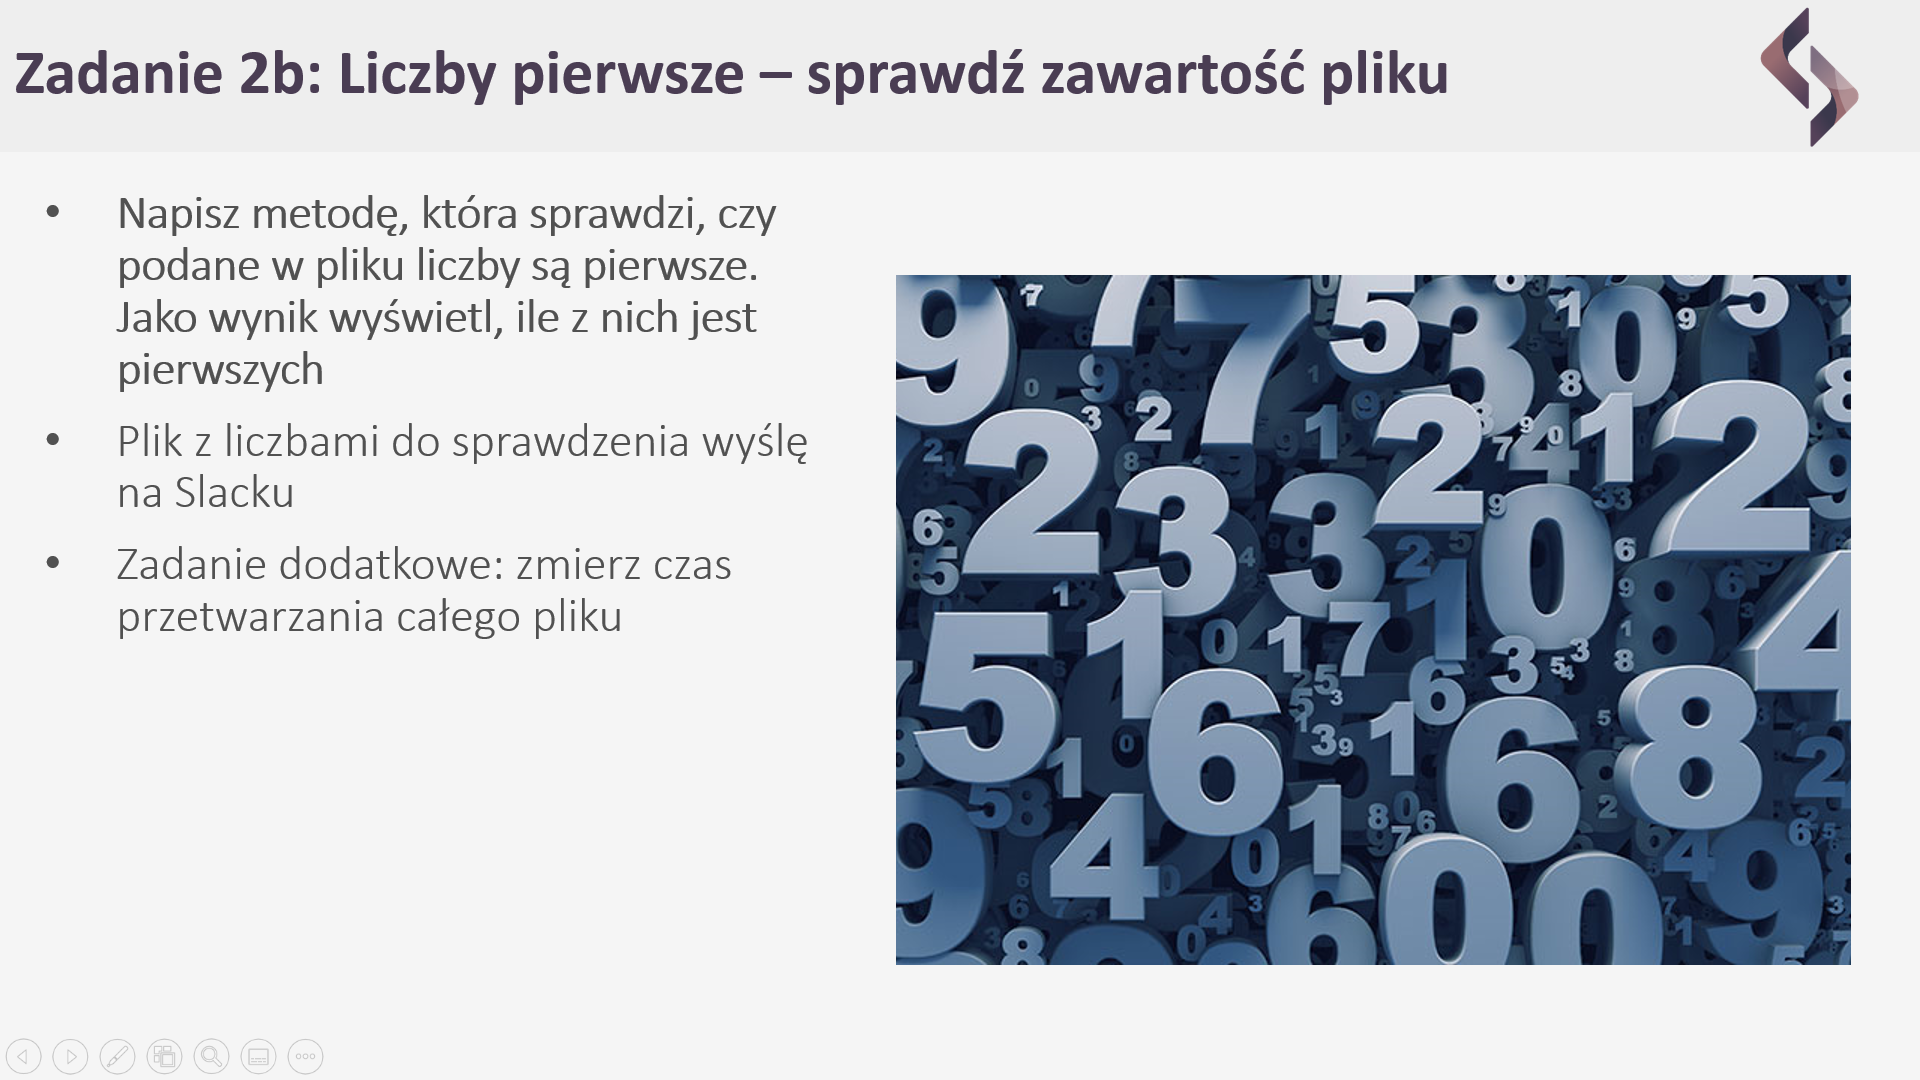 Zadanie 2b: Liczby pierwsze – sprawdź zawartość pliku
• Napisz metodę, która sprawdzi, czy
podane w pliku liczby są pierwsze.
Jako wynik wyświetl, ile z nich jest
pierwszych
• Plik z liczbami do sprawdzenia wyślę
na Slacku
• Zadanie dodatkowe: zmierz czas
przetwarzania całego pliku